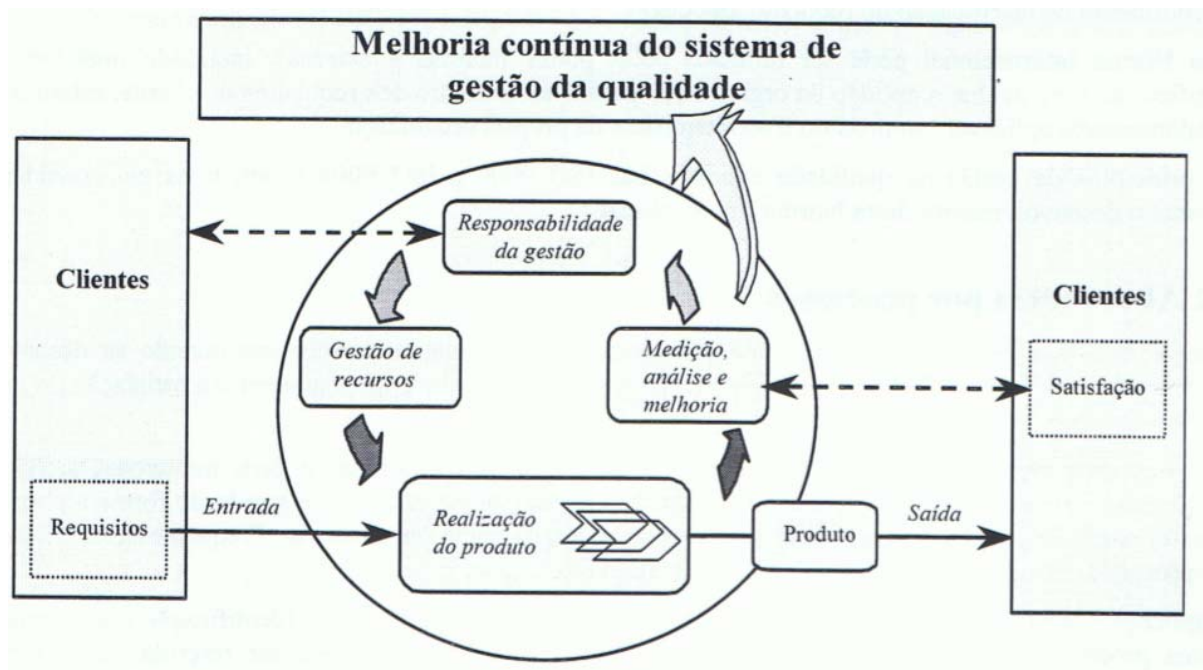 Melhoria contínua do sistema de
gestão da qualidade
Clientes
Responsabilidade
da gestão
Clientes
Gestão de
recursos
Medição,
análise e
melhoria
Satisfação
Requisitos
Entrada
Realização
do produto
Produto
Saída